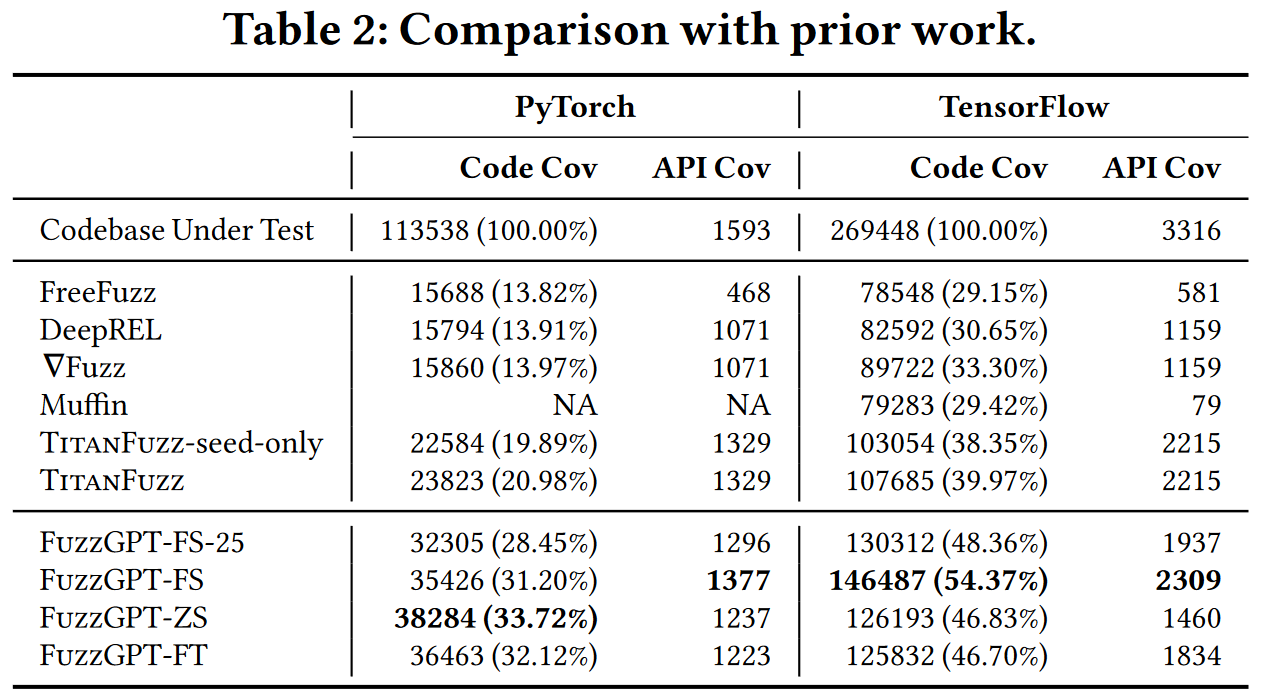 Table 2: Comparison with prior work.
PyTorch TensorFlow
Code Cov API Cov Code Cov API Cov
Codebase Under Test 113538 (100.00%) 1593 269448 (100.00%) 3316
FreeFuzz 15688 (13.82%) 468 78548 (29.15%) 581
DeepREL 15794 (13.91%) 1071 82592 (30.65%) 1159
∇Fuzz 15860 (13.97%) 1071 89722 (33.30%) 1159
Muffin NA NA 79283 (29.42%) 79
TitanFuzz-seed-only 22584 (19.89%) 1329 103054 (38.35%) 2215
TitanFuzz 23823 (20.98%) 1329 107685 (39.97%) 2215
FuzzGPT-FS-25 32305 (28.45%) 1296 130312 (48.36%) 1937
FuzzGPT-FS 35426 (31.20%) 1377 146487 (54.37%) 2309
FuzzGPT-ZS 38284 (33.72%) 1237 126193 (46.83%) 1460
FuzzGPT-FT 36463 (32.12%) 1223 125832 (46.70%) 1834